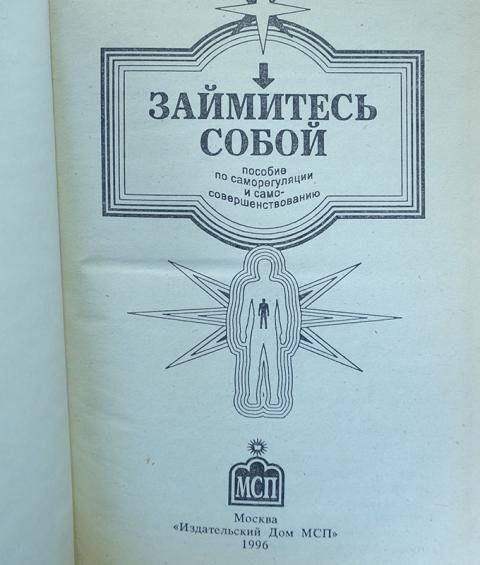 ЗАЙМИТЕСЬ
СОБОЙ
пособие
по саморегуляции
и само-
совершенствованию
МСП
Москва
«Издательский Дом МСП»
1996